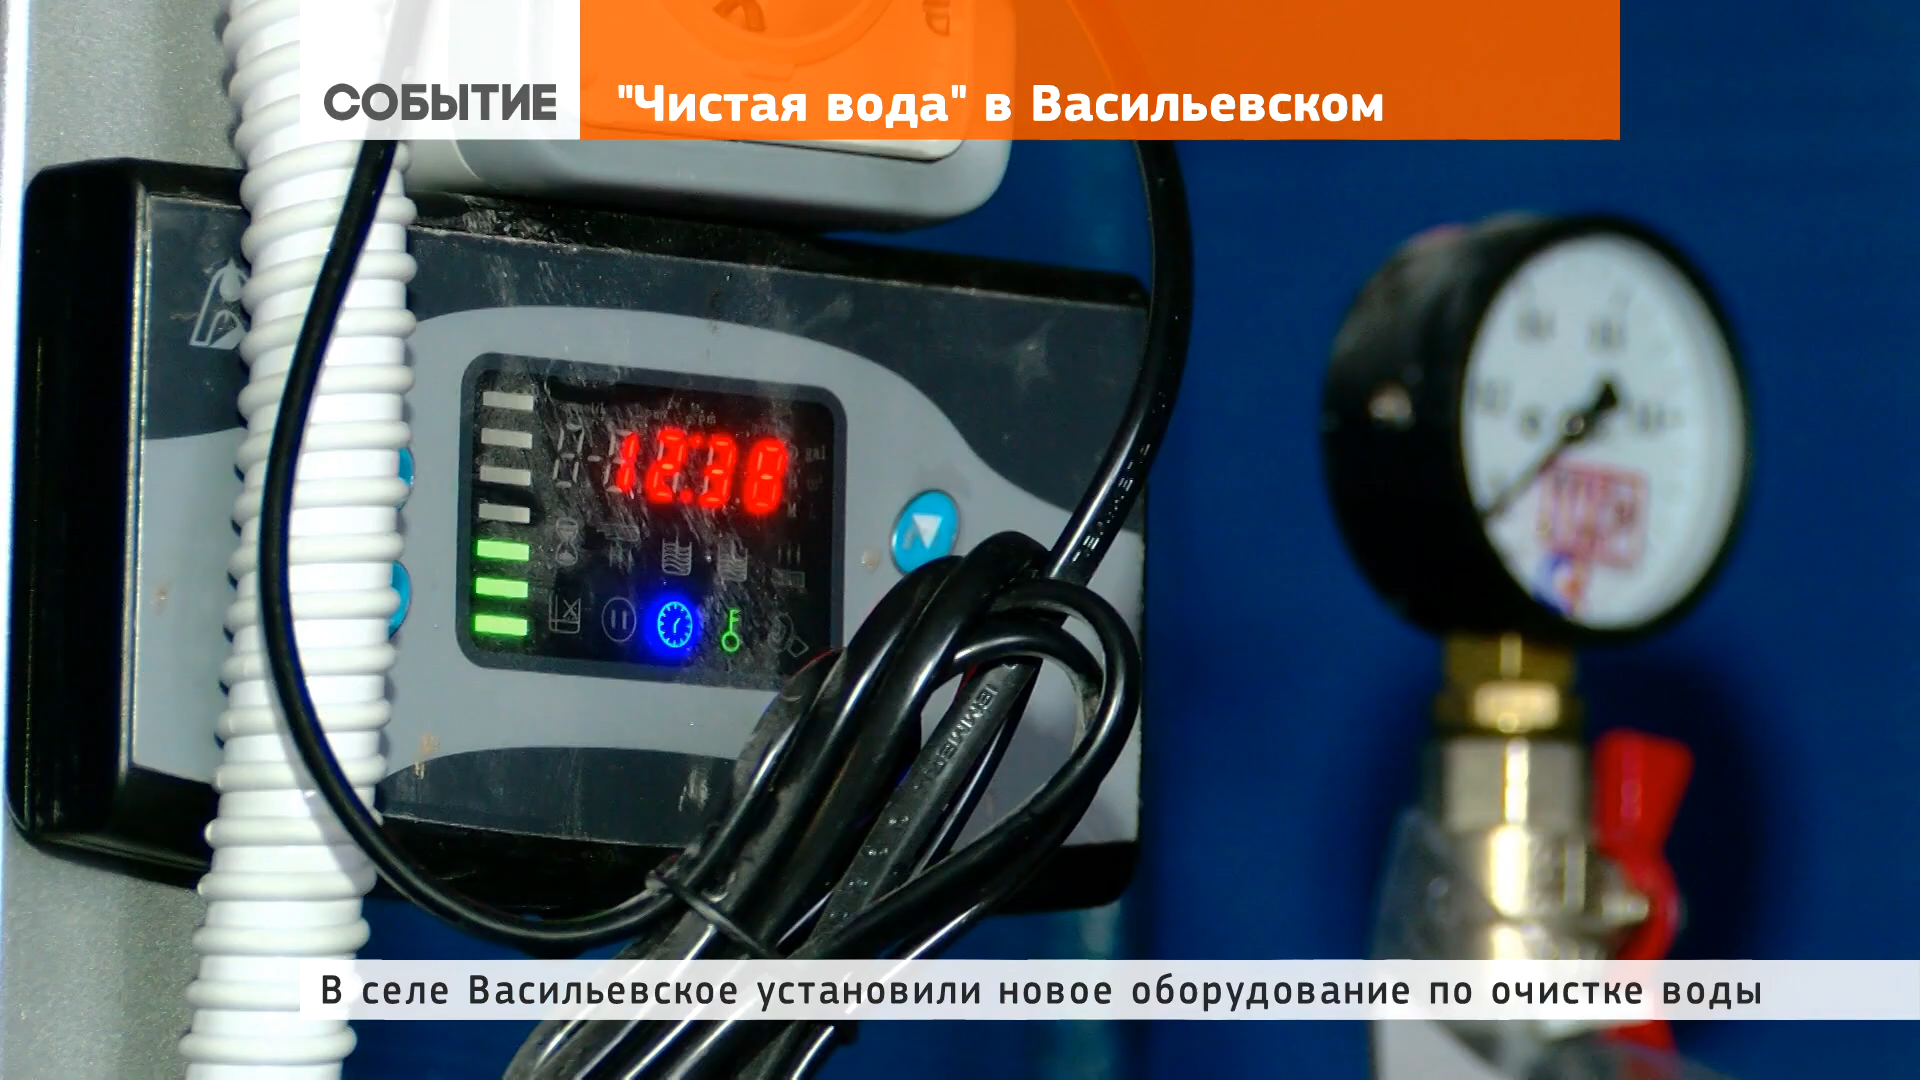 СОБЫТИЕ
"Чистая вода" в Васильевском
12:38
В селе Васильевское установили новое оборудование по очистке воды